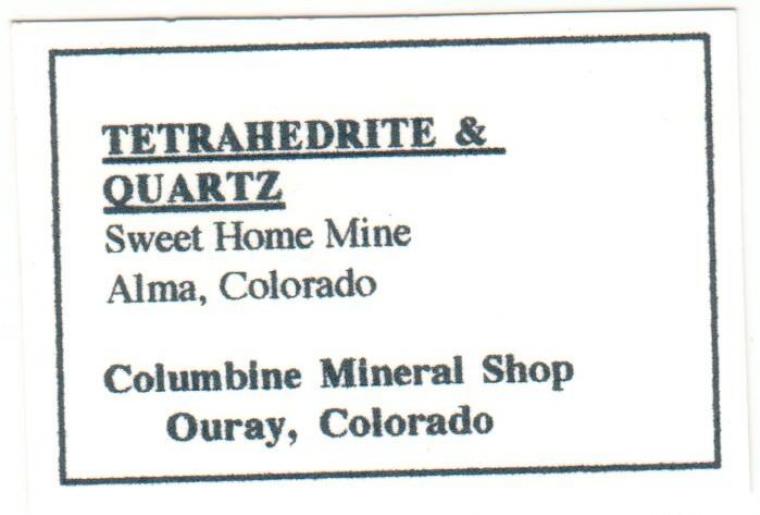 TETRAHEDRITE &
QUARTZ
Sweet Home Mine
Alma, Colorado
Columbine Mineral Shop
Ouray, Colorado